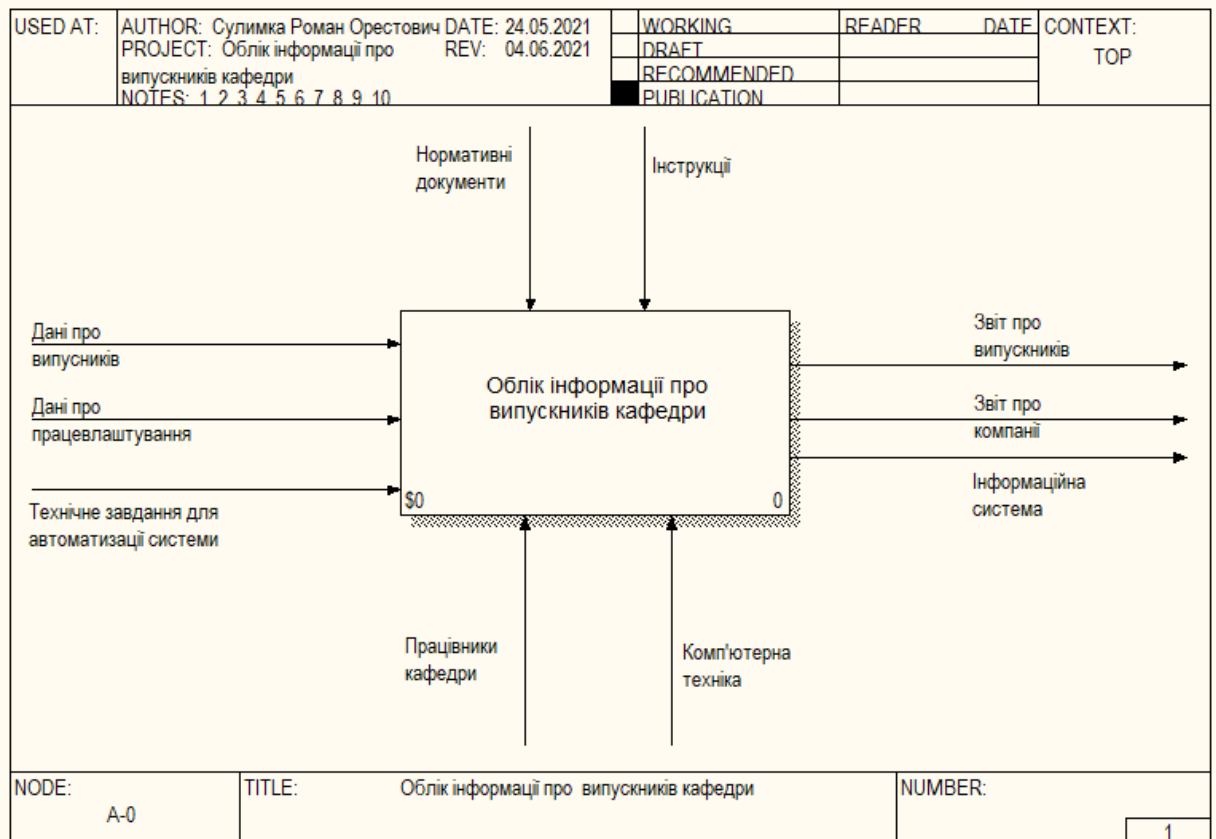 USED AT:
AUTHOR: Сулимка Роман Орестович DATE: 24.05.2021
PROJECT: Облік інформації про REV: 04.06.2021
випускників кафедри
NOTES: 1 2 3 4 5 6 7 8 9 10
WORKING
DRAFT
RECOMMENDED
PUBLICATION
READER DATE
CONTEXT:
TOP
Нормативні
документи
Інструкції
Дані про
випусників
Дані про
працевлаштування
Технічне завдання для
автоматизації системи
Облік інформації про
випускників кафедри
$0 0
Звіт про
випускників
Звіт про
компанії
Інформаційна
система
Працівники
кафедри
Комп'ютерна
техніка
NODE:
A-0
TITLE: Облік інформації про випускників кафедри
NUMBER:
1